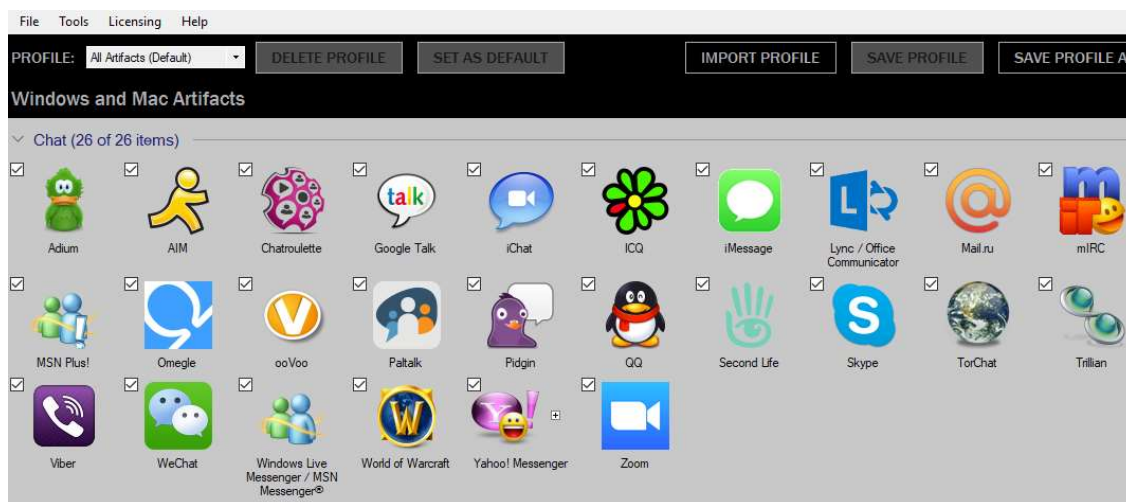 File Tools Licensing Help
PROFILE: All Artifacts (Default) DELETE PROFILE SET AS DEFAULT IMPORT PROFILE SAVE PROFILE SAVE PROFILE A
Windows and Mac Artifacts
Chat (26 of 26 items)
talk L m
Adium AIM Chatroulette Google Talk iChat ICQ iMessage Lync / Office Mail.ru mIRC
Communicator
S
MSN Plus! Omegle ooVoo Paltalk Pidgin QQ Second Life Skype TorChat Trillian
W Y!
Viber WeChat Windows Live World of Warcraft Yahoo! Messenger Zoom
Messenger / MSN
Messenger®